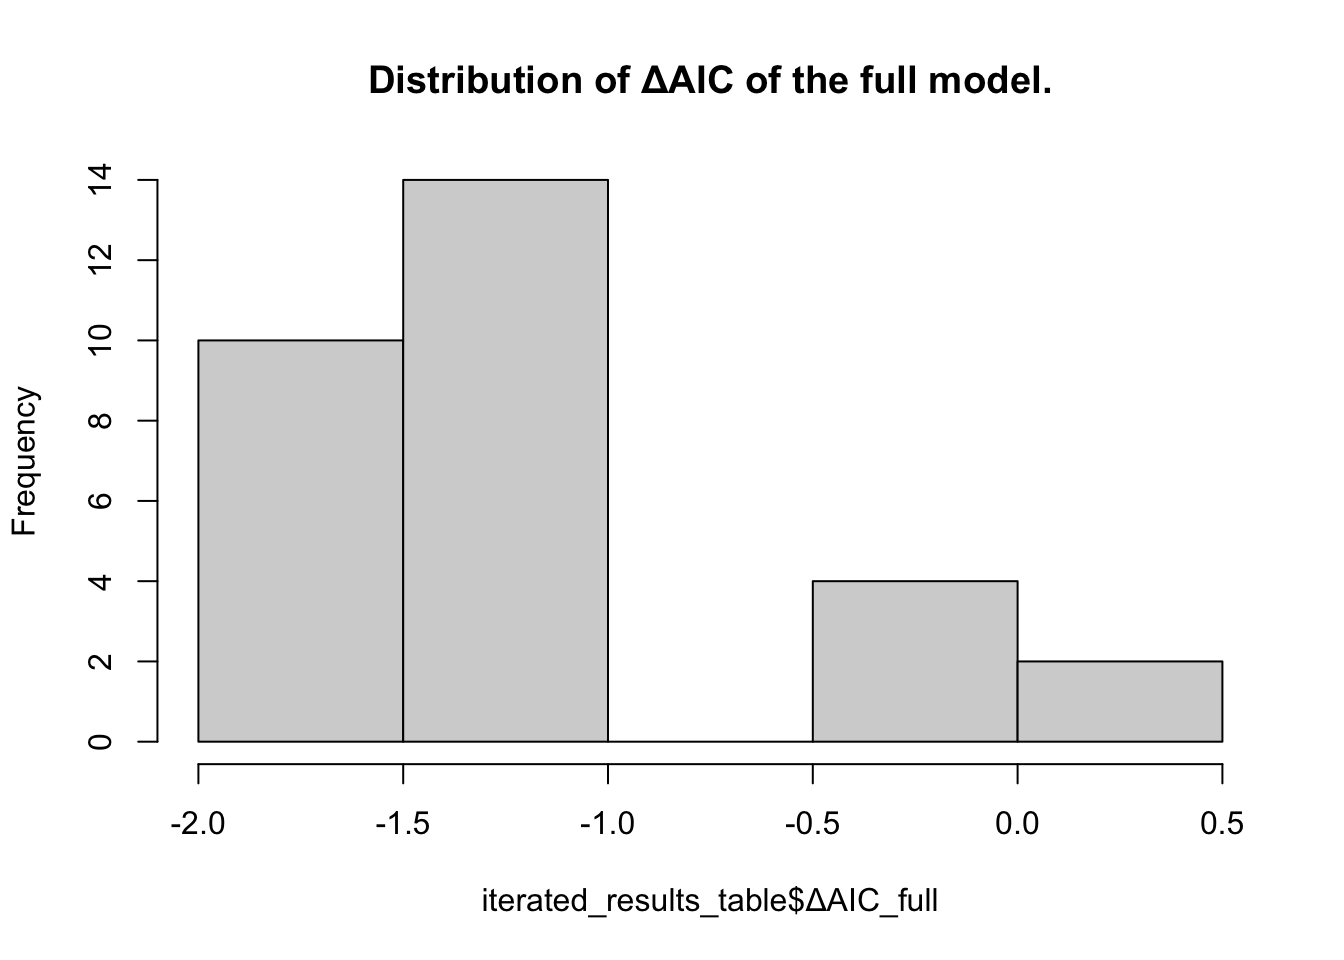 Distribution of ΔAIC of the full model.
Frequency
14
12
10
8
6
4
2
0
-2.0 -1.5 -1.0 -0.5 0.0 0.5
iterated_results_table$ΔAIC_full